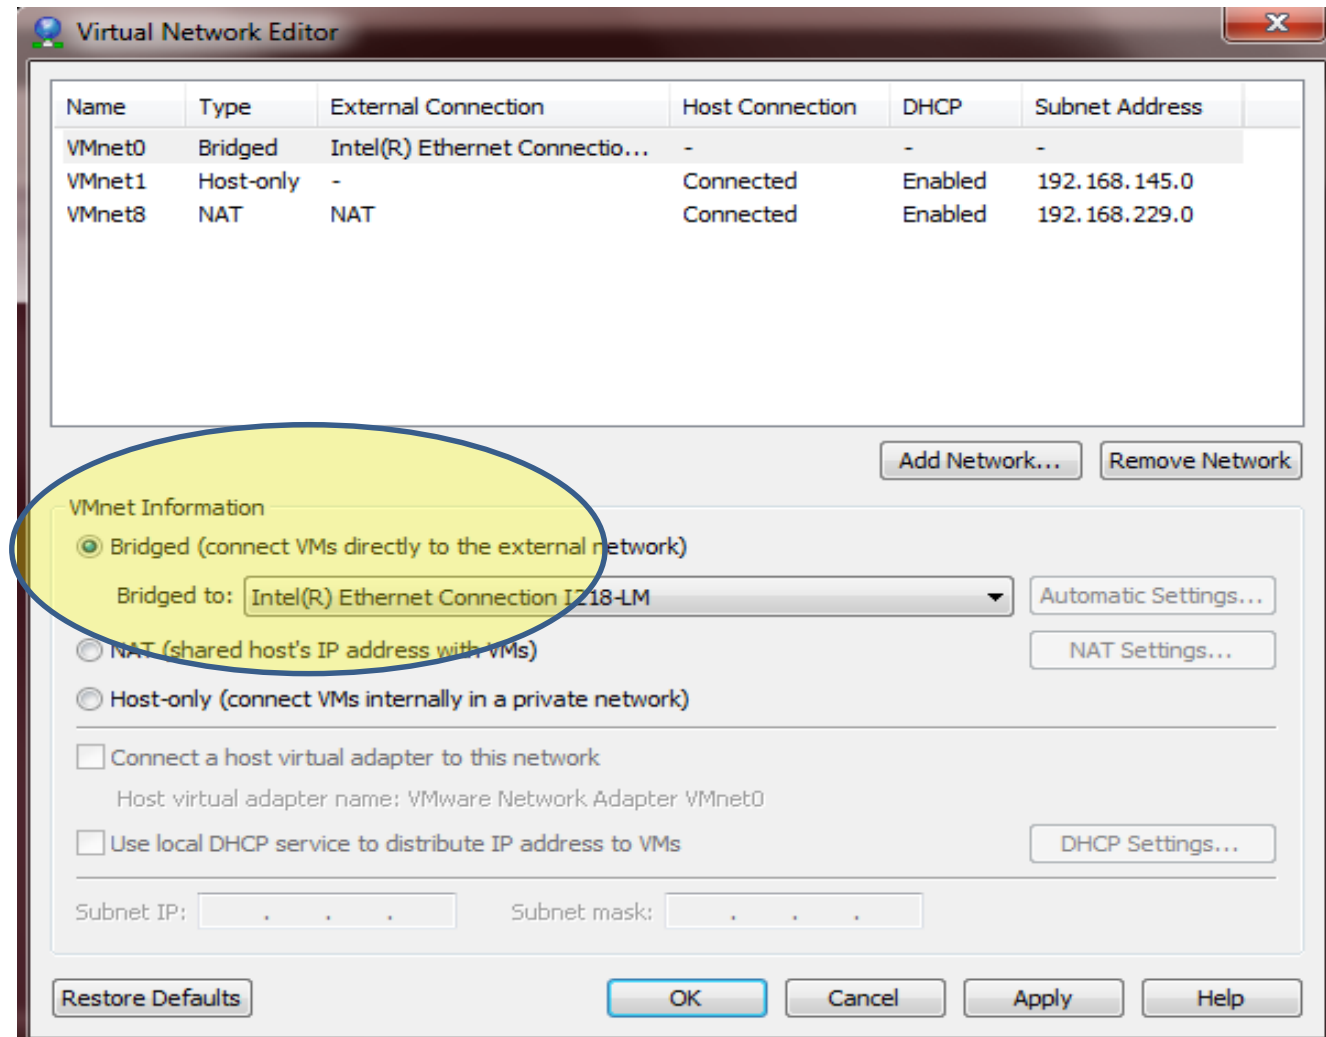 Virtual Network Editor
Name Type External Connection Host Connection DHCP Subnet Address
VMnet0 Bridged Intel(R) Ethernet Connectio... - - -
VMnet1 Host-only - Connected Enabled 192.168.145.0
VMnet8 NAT NAT Connected Enabled 192.168.229.0
Add Network... Remove Network
VMnet Information
Bridged (connect VMs directly to the external network)
Bridged to: Intel(R) Ethernet Connection I218-LM Automatic Settings...
NAT (shared host's IP address with VMs) NAT Settings...
Host-only (connect VMs internally in a private network)
Connect a host virtual adapter to this network
Host virtual adapter name: VMware Network Adapter VMnet0
Use local DHCP service to distribute IP address to VMs DHCP Settings...
Subnet IP: . . . Subnet mask: . . .
Restore Defaults OK Cancel Apply Help